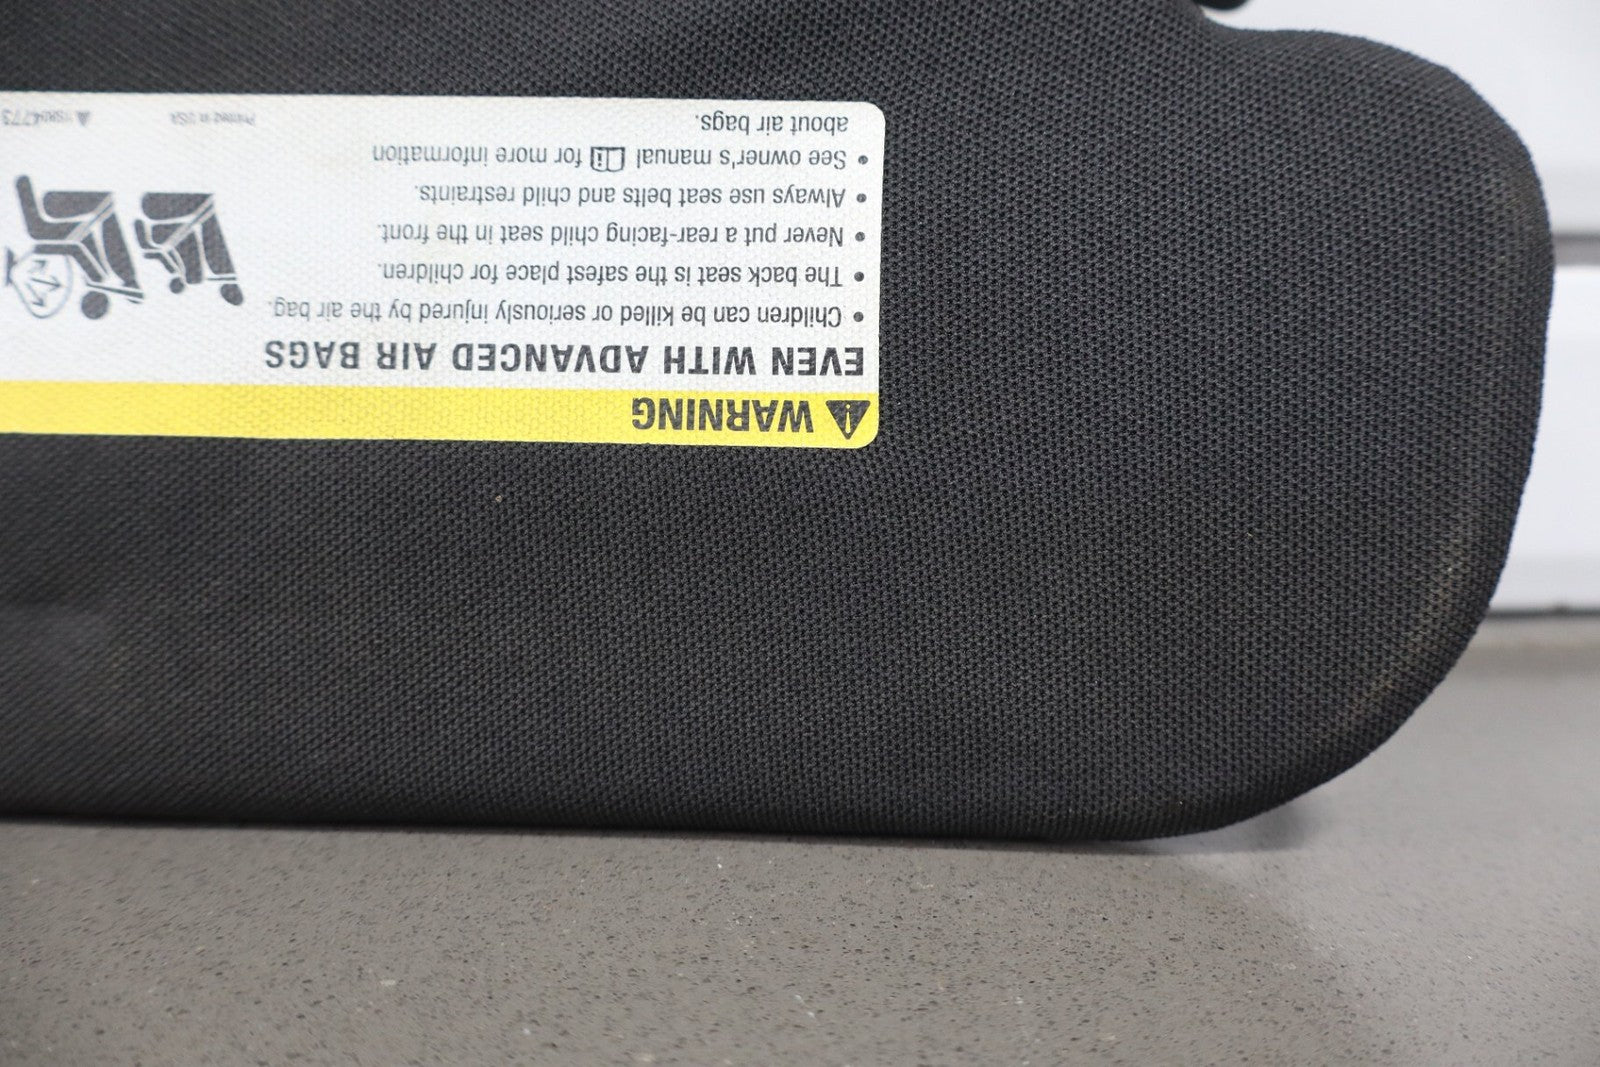 ⚠ WARNING
EVEN WITH ADVANCED AIR BAGS
• Children can be killed or seriously injured by the air bag.
• The back seat is the safest place for children.
• Never put a rear-facing child seat in the front.
• Always use seat belts and child restraints.
• See owner's manual for more information
about air bags.
Printed in USA